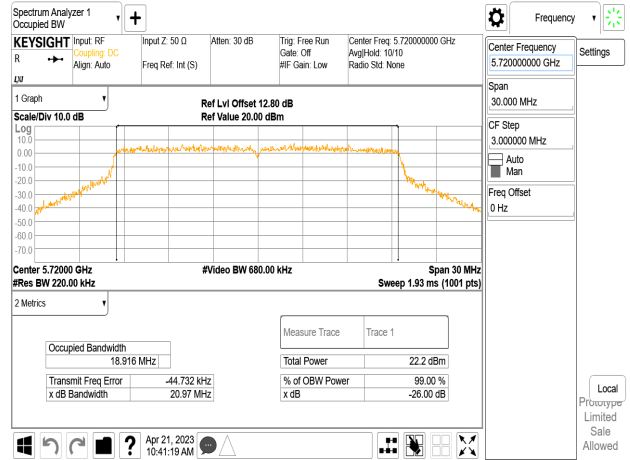 Spectrum Analyzer 1
Occupied BW
Frequency
KEYSIGHT
Input: RF
Coupling: DC
Align: Auto
Input Z: 50 Ω
Freq Ref: Int (S)
Atten: 30 dB
Trig: Free Run
Gate: Off
#IF Gain: Low
Center Freq: 5.720000000 GHz
Avg|Hold: 10/10
Radio Std: None
R
LXI
Center Frequency
5.720000000 GHz
Settings
Span
30.000 MHz
CF Step
3.000000 MHz
Auto
Man
Freq Offset
0 Hz
1 Graph
Ref Lvl Offset 12.80 dB
Scale/Div 10.0 dB
Ref Value 20.00 dBm
Log
10.0
0.00
-10.0
-20.0
-30.0
-40.0
-50.0
-60.0
-70.0
Center 5.72000 GHz
#Video BW 680.00 kHz
Span 30 MHz
#Res BW 220.00 kHz
Sweep 1.93 ms (1001 pts)
2 Metrics
Measure Trace
Trace 1
Occupied Bandwidth
18.916 MHz
Total Power
22.2 dBm
Transmit Freq Error
-44.732 kHz
% of OBW Power
99.00 %
x dB Bandwidth
20.97 MHz
x dB
-26.00 dB
Local
Prototype
Limited
Sale
Allowed
?
Apr 21, 2023
10:41:19 AM